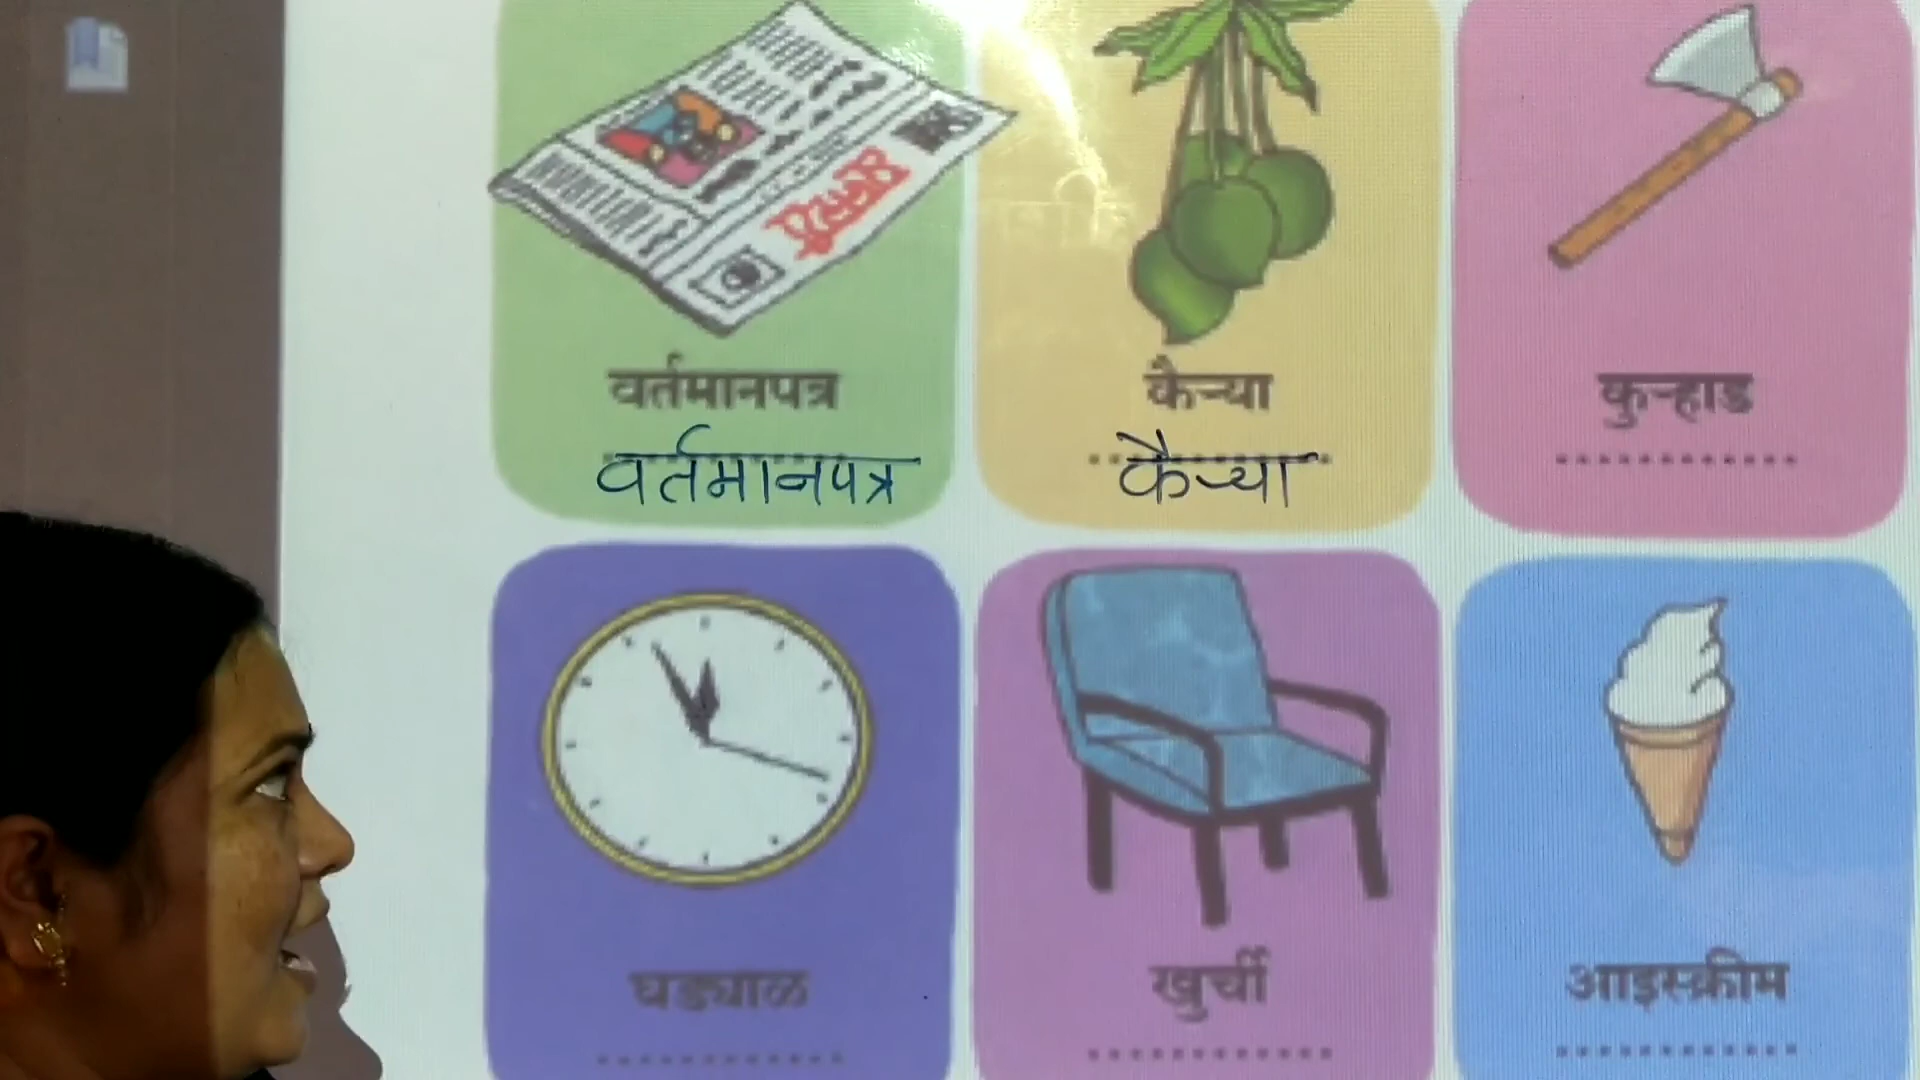 वर्तमानपत्र
वर्तमानपत्र
कैऱ्या
कैऱ्या
कुऱ्हाड
घड्याळ
खुर्ची
आइस्क्रीम